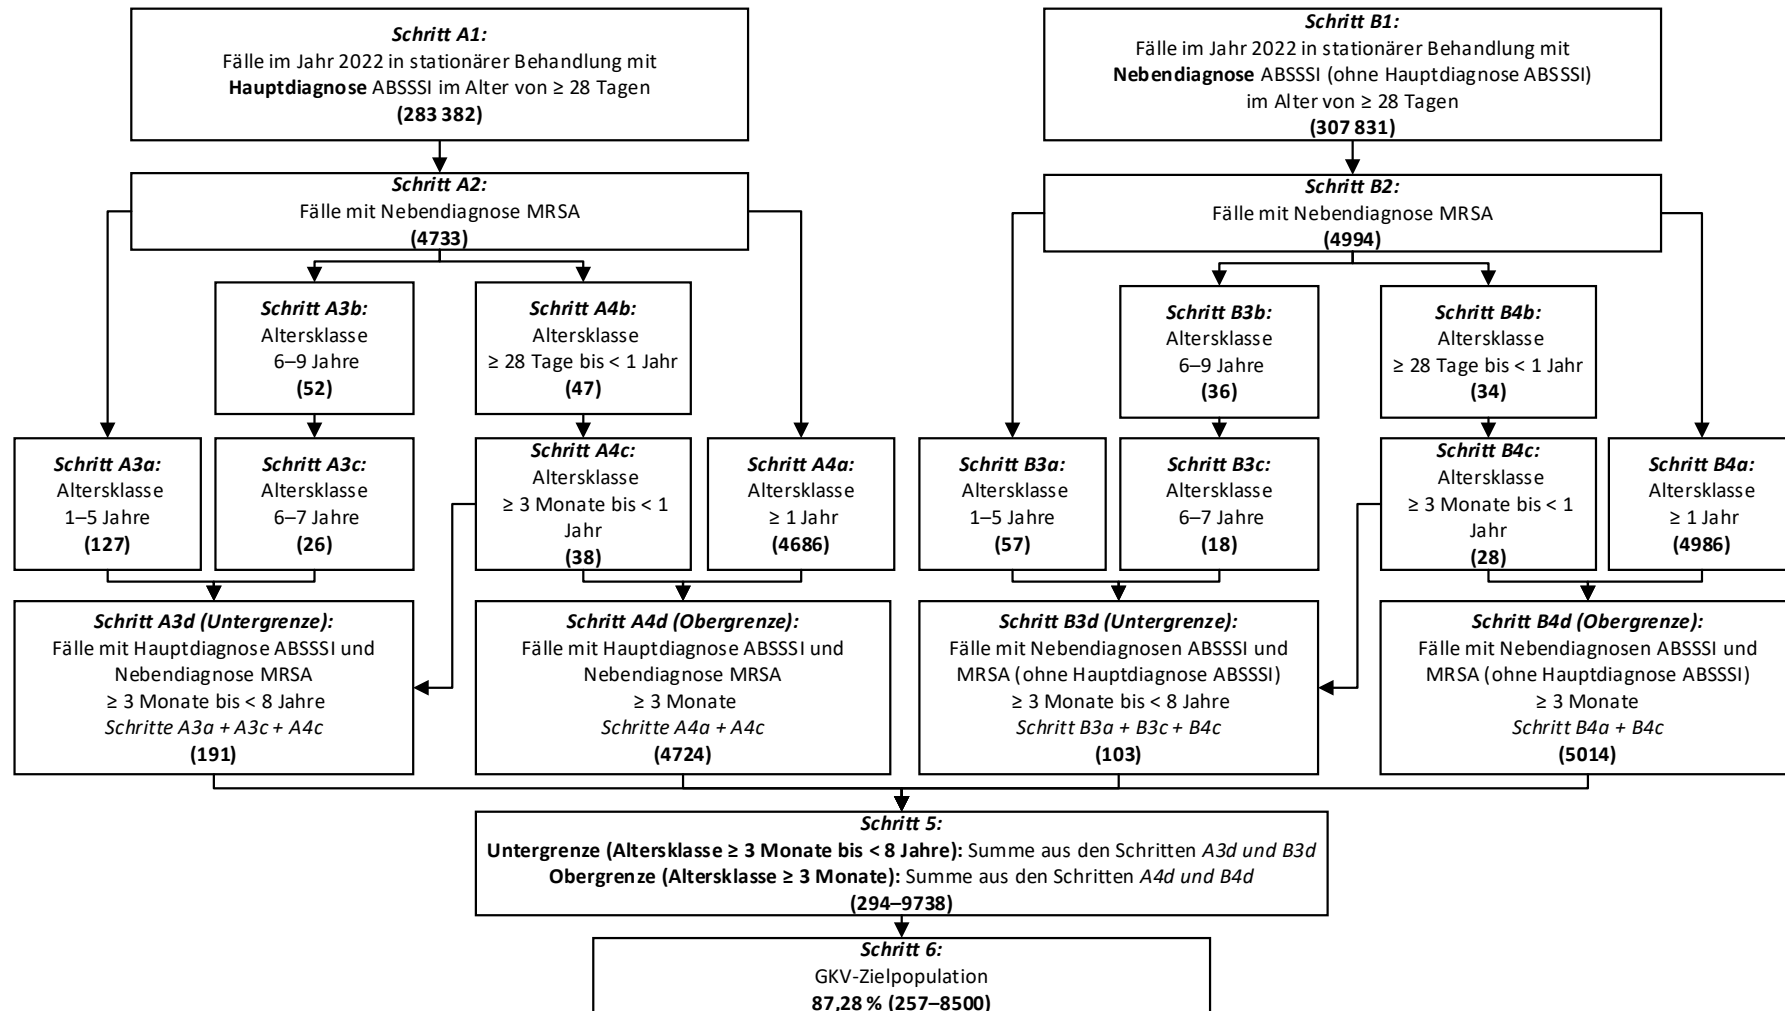 Schritt A1:
Fälle im Jahr 2022 in stationärer Behandlung mit
Hauptdiagnose ABSSSI im Alter von ≥ 28 Tagen
(283 382)
Schritt B1:
Fälle im Jahr 2022 in stationärer Behandlung mit
Nebendiagnose ABSSSI (ohne Hauptdiagnose ABSSSI)
im Alter von ≥ 28 Tagen
(307 831)
Schritt A2:
Fälle mit Nebendiagnose MRSA
(4733)
Schritt B2:
Fälle mit Nebendiagnose MRSA
(4994)
Schritt A3b:
Altersklasse
6–9 Jahre
(52)
Schritt A4b:
Altersklasse
≥ 28 Tage bis < 1 Jahr
(47)
Schritt B3b:
Altersklasse
6–9 Jahre
(36)
Schritt B4b:
Altersklasse
≥ 28 Tage bis < 1 Jahr
(34)
Schritt A3a:
Altersklasse
1–5 Jahre
(127)
Schritt A3c:
Altersklasse
6–7 Jahre
(26)
Schritt A4c:
Altersklasse
≥ 3 Monate bis < 1
Jahr
(38)
Schritt A4a:
Altersklasse
≥ 1 Jahr
(4686)
Schritt B3a:
Altersklasse
1–5 Jahre
(57)
Schritt B3c:
Altersklasse
6–7 Jahre
(18)
Schritt B4c:
Altersklasse
≥ 3 Monate bis < 1
Jahr
(28)
Schritt B4a:
Altersklasse
≥ 1 Jahr
(4986)
Schritt A3d (Untergrenze):
Fälle mit Hauptdiagnose ABSSSI und
Nebendiagnose MRSA
≥ 3 Monate bis < 8 Jahre
Schritte A3a + A3c + A4c
(191)
Schritt A4d (Obergrenze):
Fälle mit Hauptdiagnose ABSSSI und
Nebendiagnose MRSA
≥ 3 Monate
Schritte A4a + A4c
(4724)
Schritt B3d (Untergrenze):
Fälle mit Nebendiagnosen ABSSSI und
MRSA (ohne Hauptdiagnose ABSSSI)
≥ 3 Monate bis < 8 Jahre
Schritt B3a + B3c + B4c
(103)
Schritt B4d (Obergrenze):
Fälle mit Nebendiagnosen ABSSSI und
MRSA (ohne Hauptdiagnose ABSSSI)
≥ 3 Monate
Schritt B4a + B4c
(5014)
Schritt 5:
Untergrenze (Altersklasse ≥ 3 Monate bis < 8 Jahre): Summe aus den Schritten A3d und B3d
Obergrenze (Altersklasse ≥ 3 Monate): Summe aus den Schritten A4d und B4d
(294–9738)
Schritt 6:
GKV-Zielpopulation
87,28 % (257–8500)